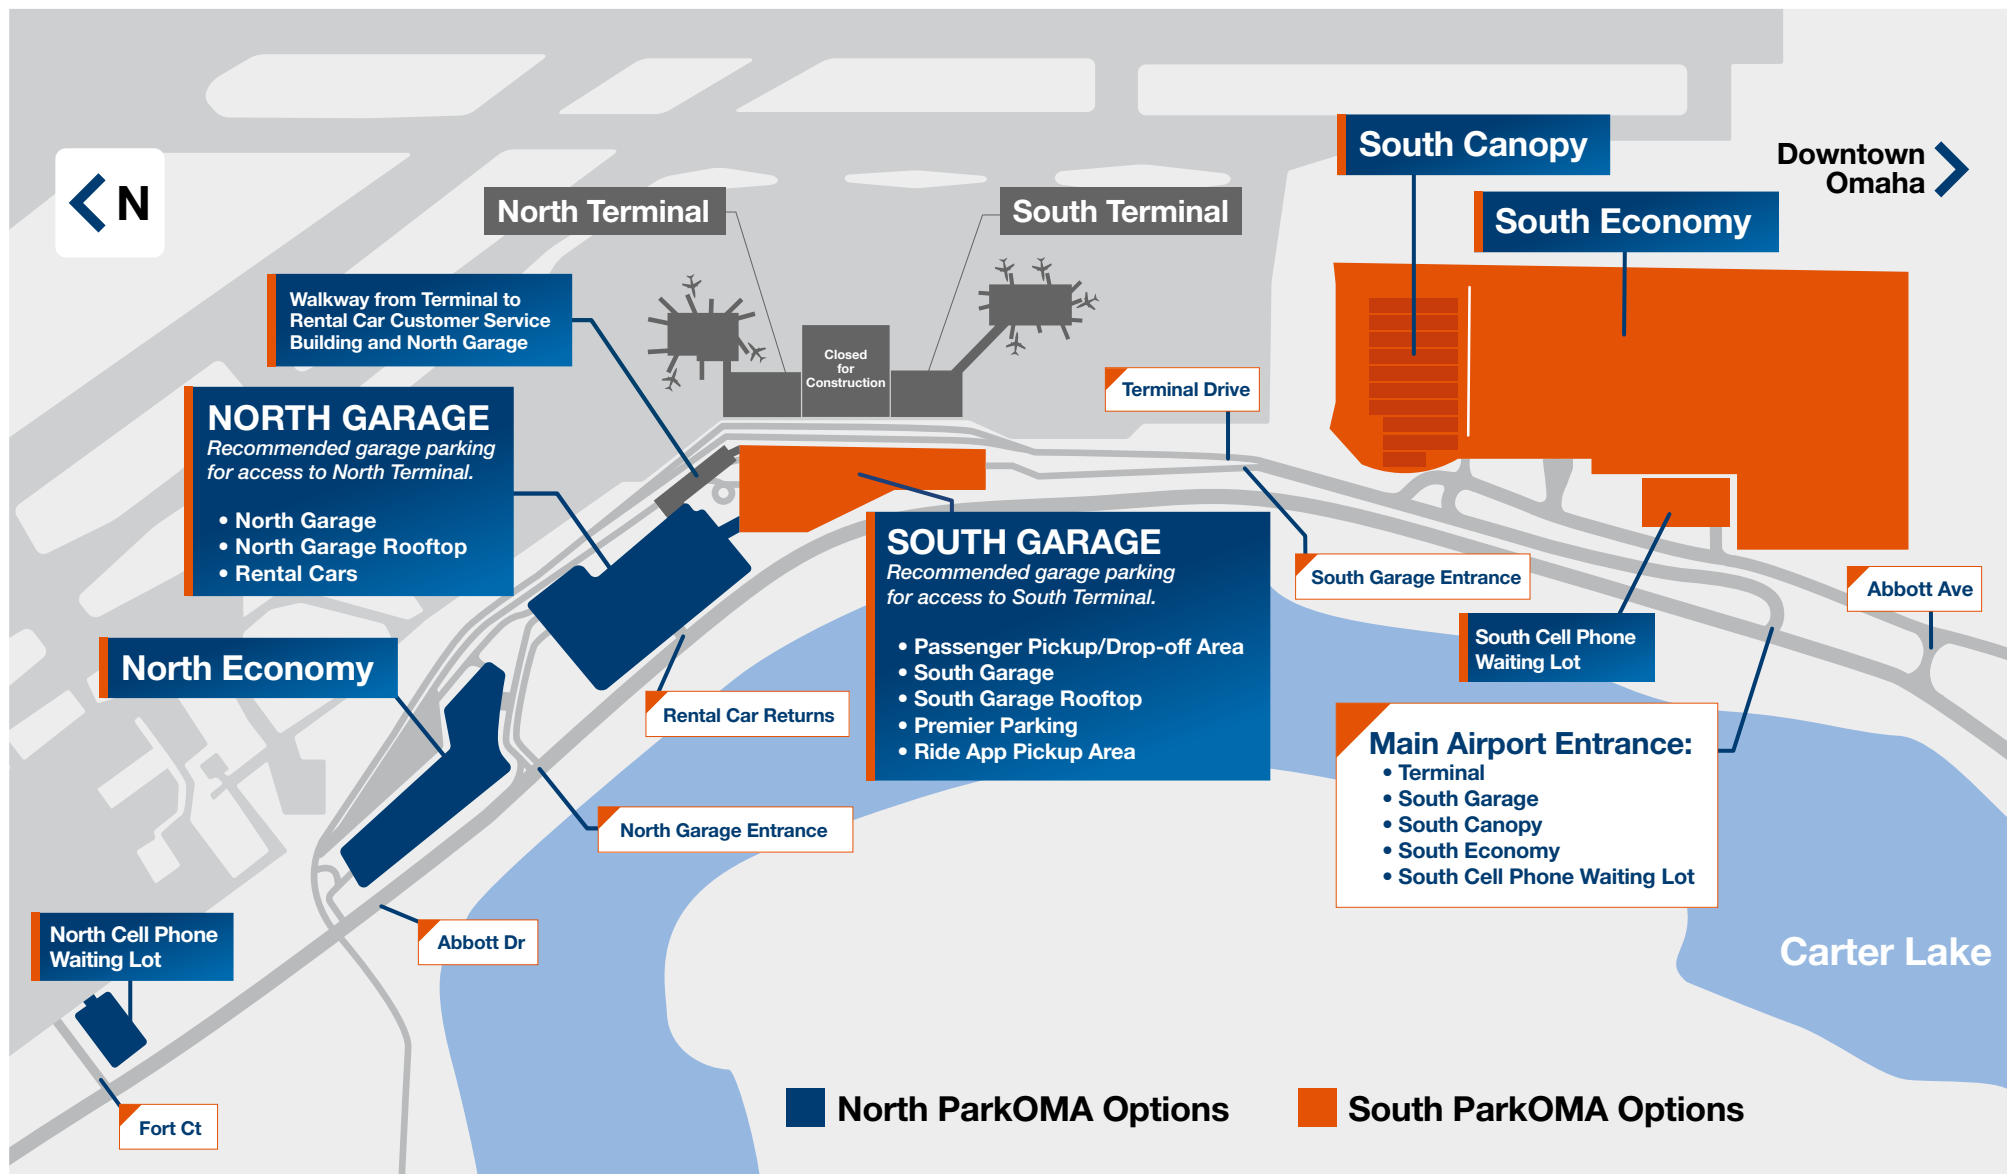 N
North Terminal
South Terminal
South Canopy
Downtown
Omaha
South Economy
Walkway from Terminal to
Rental Car Customer Service
Building and North Garage
Closed
for
Construction
Terminal Drive
NORTH GARAGE
Recommended garage parking
for access to North Terminal.
• North Garage
• North Garage Rooftop
• Rental Cars
SOUTH GARAGE
Recommended garage parking
for access to South Terminal.
• Passenger Pickup/Drop-off Area
• South Garage
• South Garage Rooftop
• Premier Parking
• Ride App Pickup Area
South Garage Entrance
Abbott Ave
South Cell Phone
Waiting Lot
North Economy
Rental Car Returns
Main Airport Entrance:
• Terminal
• South Garage
• South Canopy
• South Economy
• South Cell Phone Waiting Lot
North Garage Entrance
North Cell Phone
Waiting Lot
Abbott Dr
Carter Lake
Fort Ct
North ParkOMA Options
South ParkOMA Options